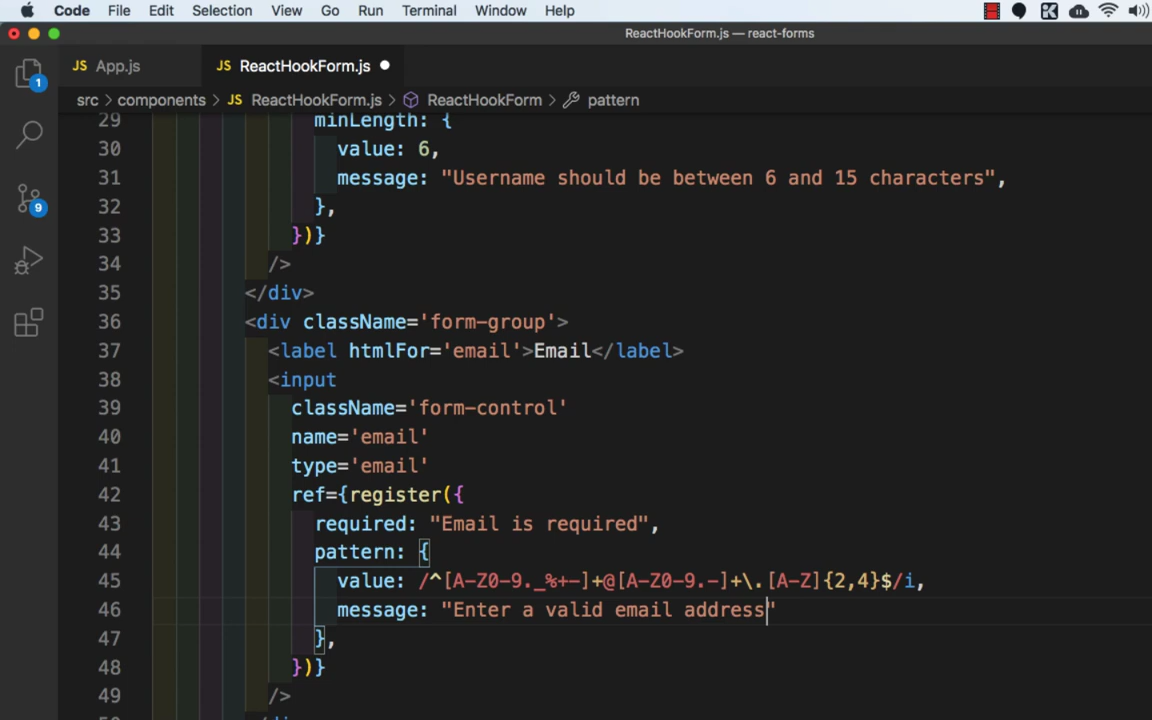 Code File Edit Selection View Go Run Terminal Window Help
ReactHookForm.js — react-forms
JS App.js JS ReactHookForm.js
src > components > JS ReactHookForm.js > ReactHookForm > pattern
1
9
29 minLength: {
30 value: 6,
31 message: "Username should be between 6 and 15 characters",
32 },
33 })}
34 />
35 </div>
36 <div className='form-group'>
37 <label htmlFor='email'>Email</label>
38 <input
39 className='form-control'
40 name='email'
41 type='email'
42 ref={register({
43 required: "Email is required",
44 pattern: {
45 value: /^[A-Z0-9._%+-]+@[A-Z0-9.-]+\.[A-Z]{2,4}$/i,
46 message: "Enter a valid email address"
47 },
48 })}
49 />